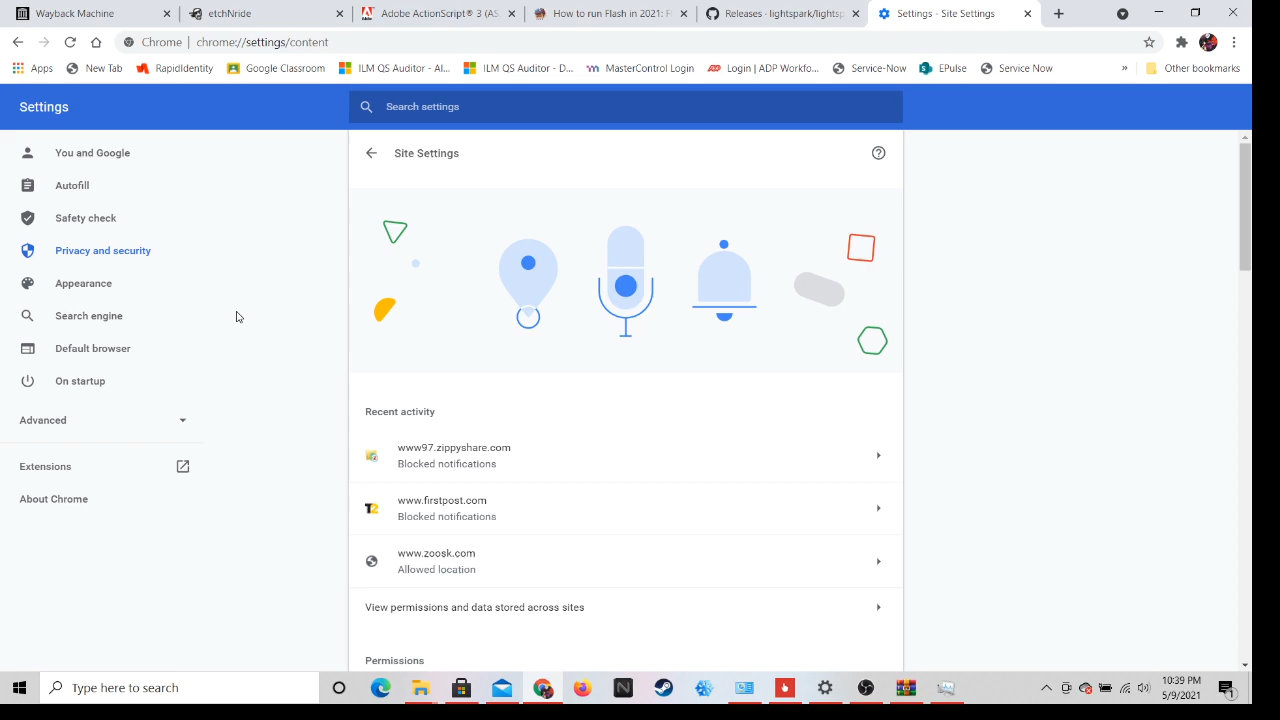 Wayback Machine
etchNride
Adobe ActionScript® 3 (AS
How to run Flash in 2021: F
Releases · lightspark/lightsp
Settings - Site Settings
Chrome | chrome://settings/content
Apps
New Tab
RapidIdentity
Google Classroom
ILM QS Auditor - Al...
ILM QS Auditor - D...
MasterControl Login
Login | ADP Workfo...
Service-Now
EPulse
Service Now
»
Other bookmarks
Settings
Search settings
You and Google
Autofill
Safety check
Privacy and security
Appearance
Search engine
Default browser
On startup
Advanced
Extensions
About Chrome
Site Settings
Recent activity
www97.zippyshare.com
Blocked notifications
www.firstpost.com
Blocked notifications
www.zoosk.com
Allowed location
View permissions and data stored across sites
Permissions
Type here to search
10:39 PM
5/9/2021